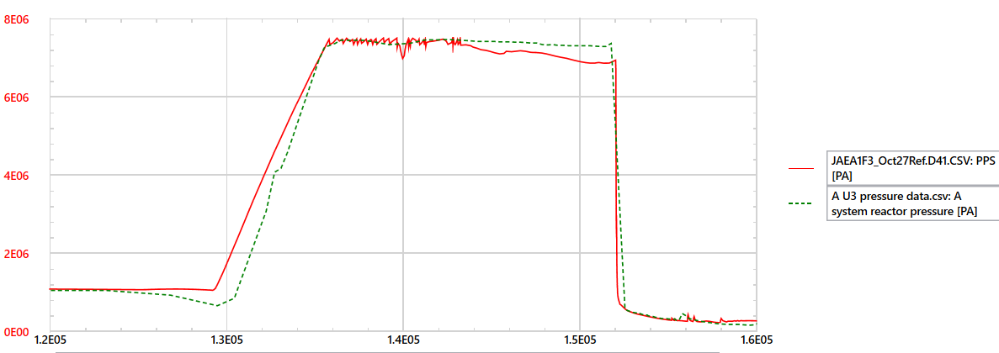 8E06
6E06
4E06
2E06
0E00
1.2E05 1.3E05 1.4E05 1.5E05 1.6E05
JAEA1F3_Oct27Ref.D41.CSV: PPS
[PA]
A U3 pressure data.csv: A
system reactor pressure [PA]